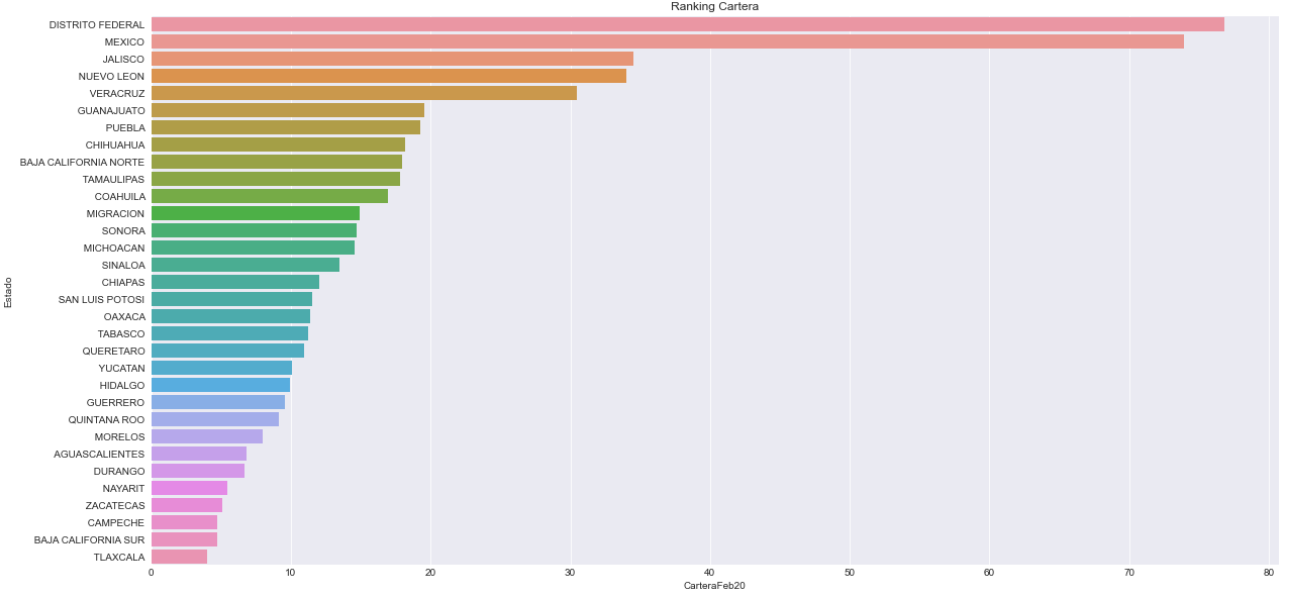 Ranking Cartera
DISTRITO FEDERAL
MEXICO
JALISCO
NUEVO LEON
VERACRUZ
GUANAJUATO
PUEBLA
CHIHUAHUA
BAJA CALIFORNIA NORTE
TAMAULIPAS
COAHUILA
MIGRACION
SONORA
MICHOACAN
SINALOA
CHIAPAS
SAN LUIS POTOSI
OAXACA
TABASCO
QUERETARO
YUCATAN
HIDALGO
GUERRERO
QUINTANA ROO
MORELOS
AGUASCALIENTES
DURANGO
NAYARIT
ZACATECAS
CAMPECHE
BAJA CALIFORNIA SUR
TLAXCALA
Estado
0 10 20 30 40 50 60 70 80
CarteraFeb20